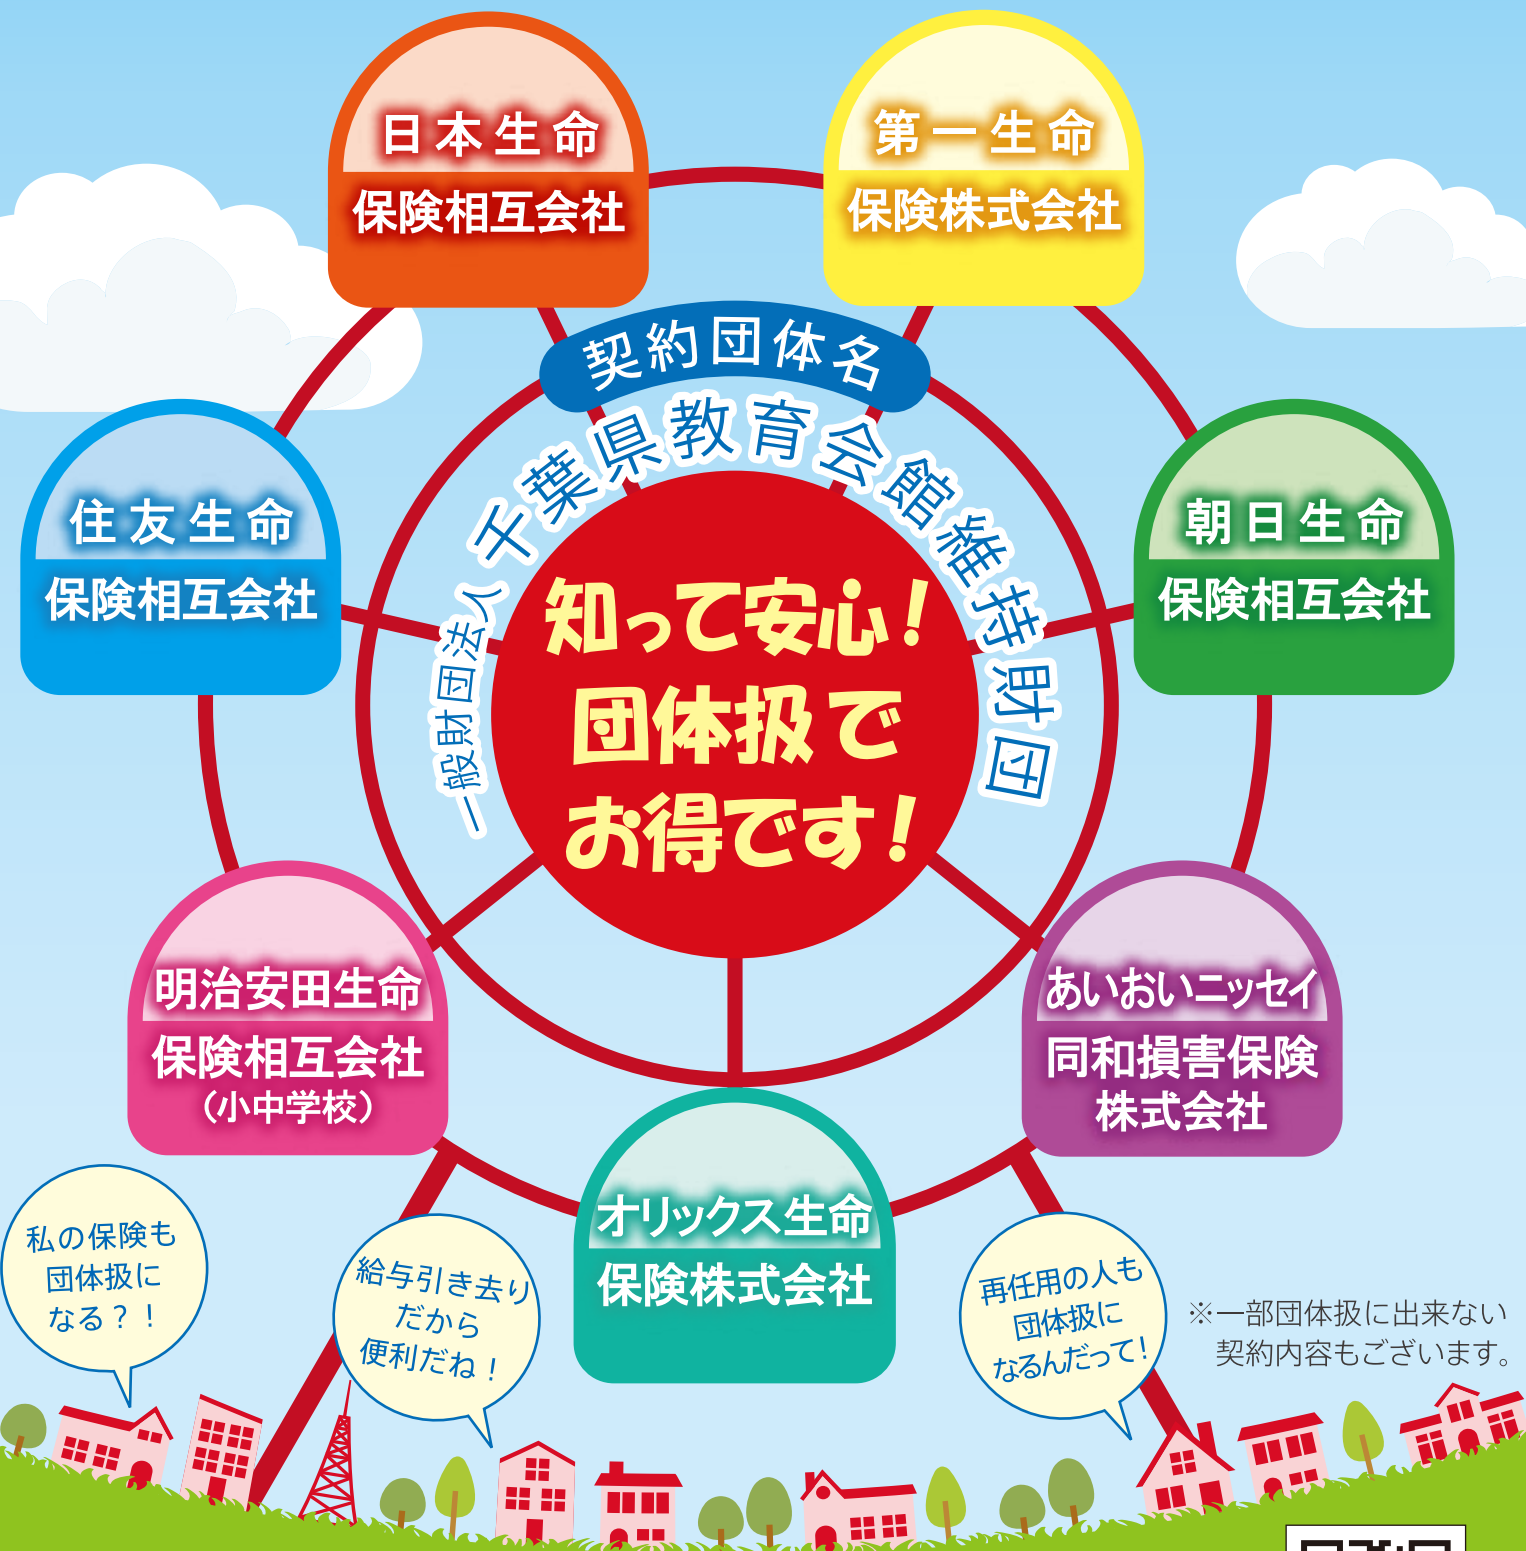 日本生命
保険相互会社
第一生命
保険株式会社
契約団体名
一般財団法人千葉県教育会館維持財団
住友生命
保険相互会社
朝日生命
保険相互会社
知って安心！
団体扱で
お得です！
明治安田生命
保険相互会社
（小中学校）
あいおいニッセイ
同和損害保険
株式会社
オリックス生命
保険株式会社
私の保険も
団体扱に
なる？！
給与引き去り
だから
便利だね！
再任用の人も
団体扱に
なるんだって！
※一部団体扱に出来ない
契約内容もございます。